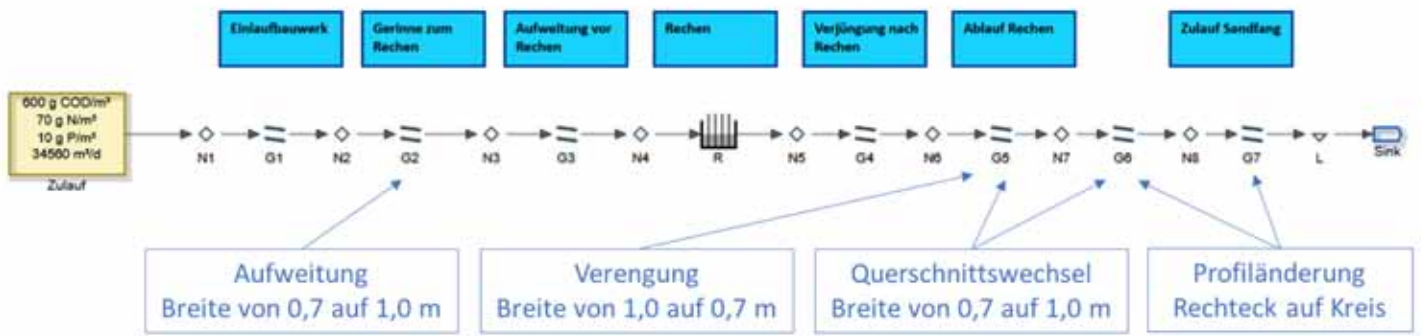 Einlaufbauwerk
Gerinne zum
Rechen
Aufweitung vor
Rechen
Rechen
Verjüngung nach
Rechen
Ablauf Rechen
Zulauf Sandfang
600 g COD/m³
70 g N/m³
10 g P/m³
34560 m³/d
Zulauf
N1
G1
N2
G2
N3
G3
N4
R
N5
G4
N6
G5
N7
G6
N8
G7
L
Sink
Aufweitung
Breite von 0,7 auf 1,0 m
Verengung
Breite von 1,0 auf 0,7 m
Querschnittswechsel
Breite von 0,7 auf 1,0 m
Profiländerung
Rechteck auf Kreis